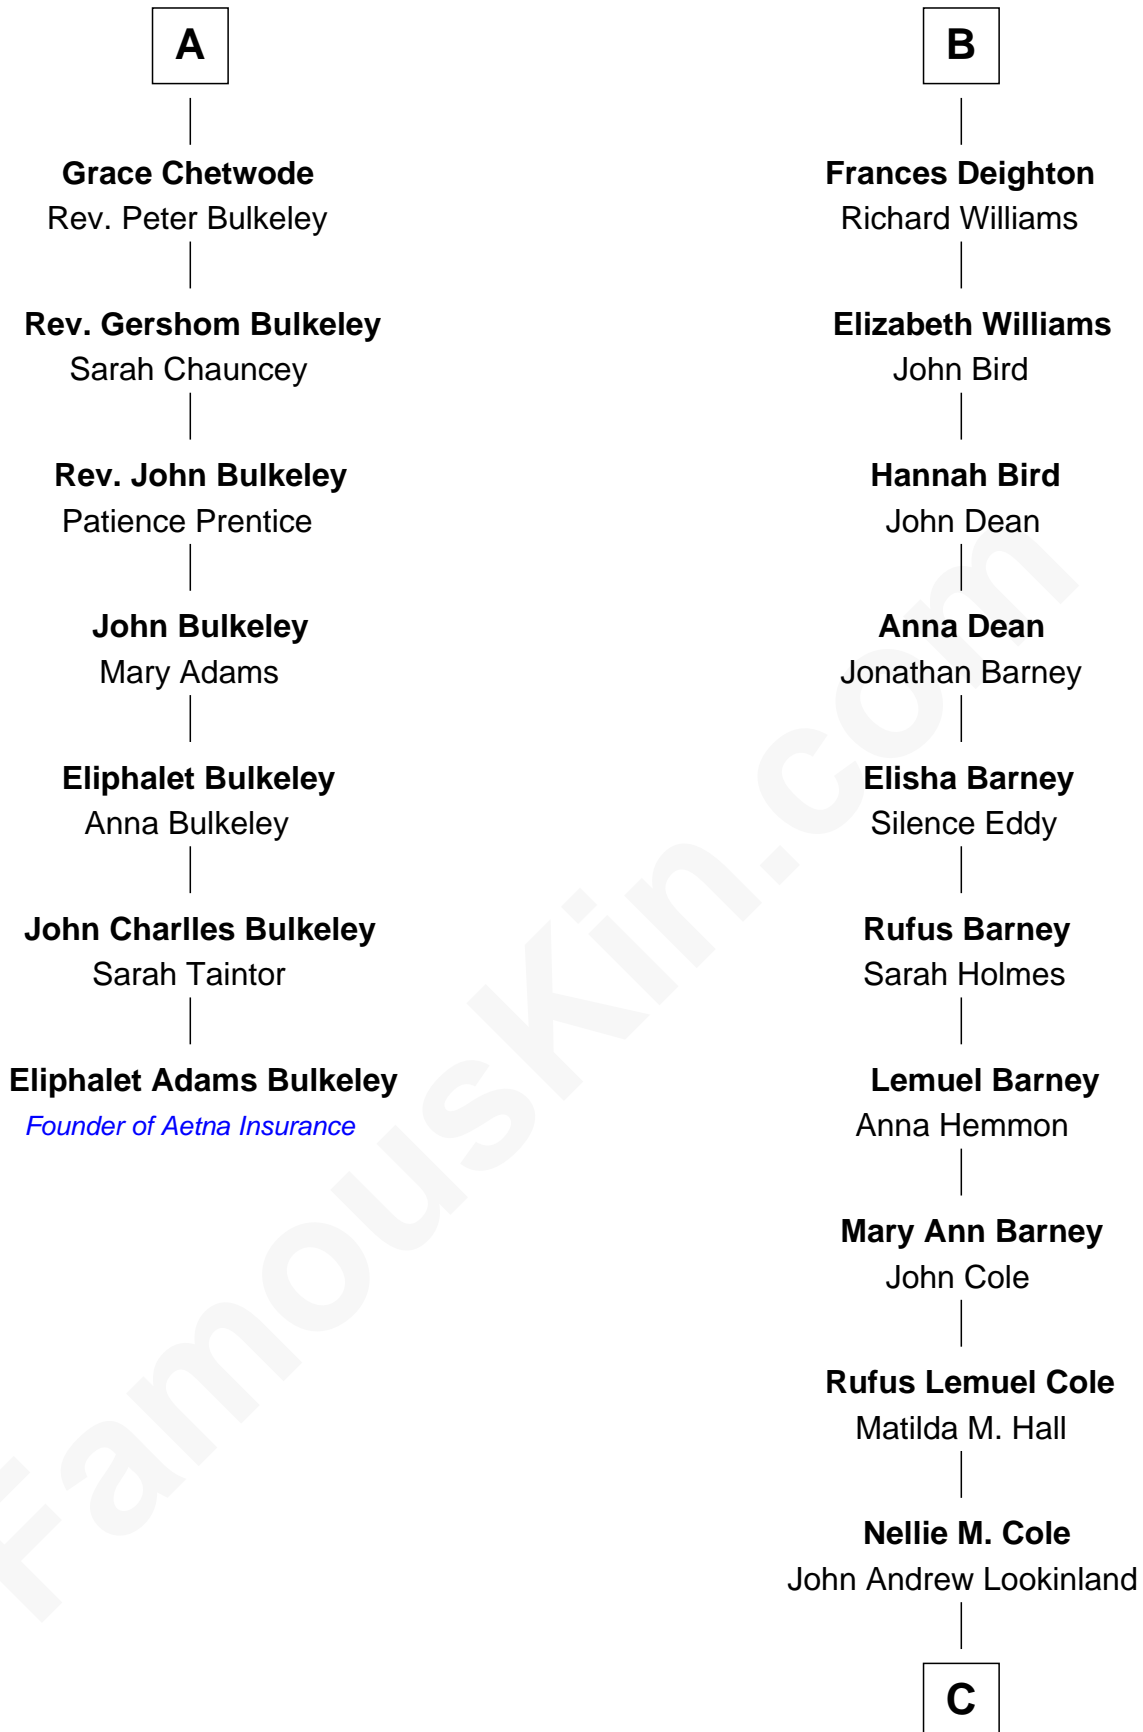 A
Grace Chetwode
Rev. Peter Bulkeley
Rev. Gershom Bulkeley
Sarah Chauncey
Rev. John Bulkeley
Patience Prentice
John Bulkeley
Mary Adams
Eliphalet Bulkeley
Anna Bulkeley
John Charlles Bulkeley
Sarah Taintor
Eliphalet Adams Bulkeley
Founder of Aetna Insurance
B
Frances Deighton
Richard Williams
Elizabeth Williams
John Bird
Hannah Bird
John Dean
Anna Dean
Jonathan Barney
Elisha Barney
Silence Eddy
Rufus Barney
Sarah Holmes
Lemuel Barney
Anna Hemmon
Mary Ann Barney
John Cole
Rufus Lemuel Cole
Matilda M. Hall
Nellie M. Cole
John Andrew Lookinland
C
FamousKin.com